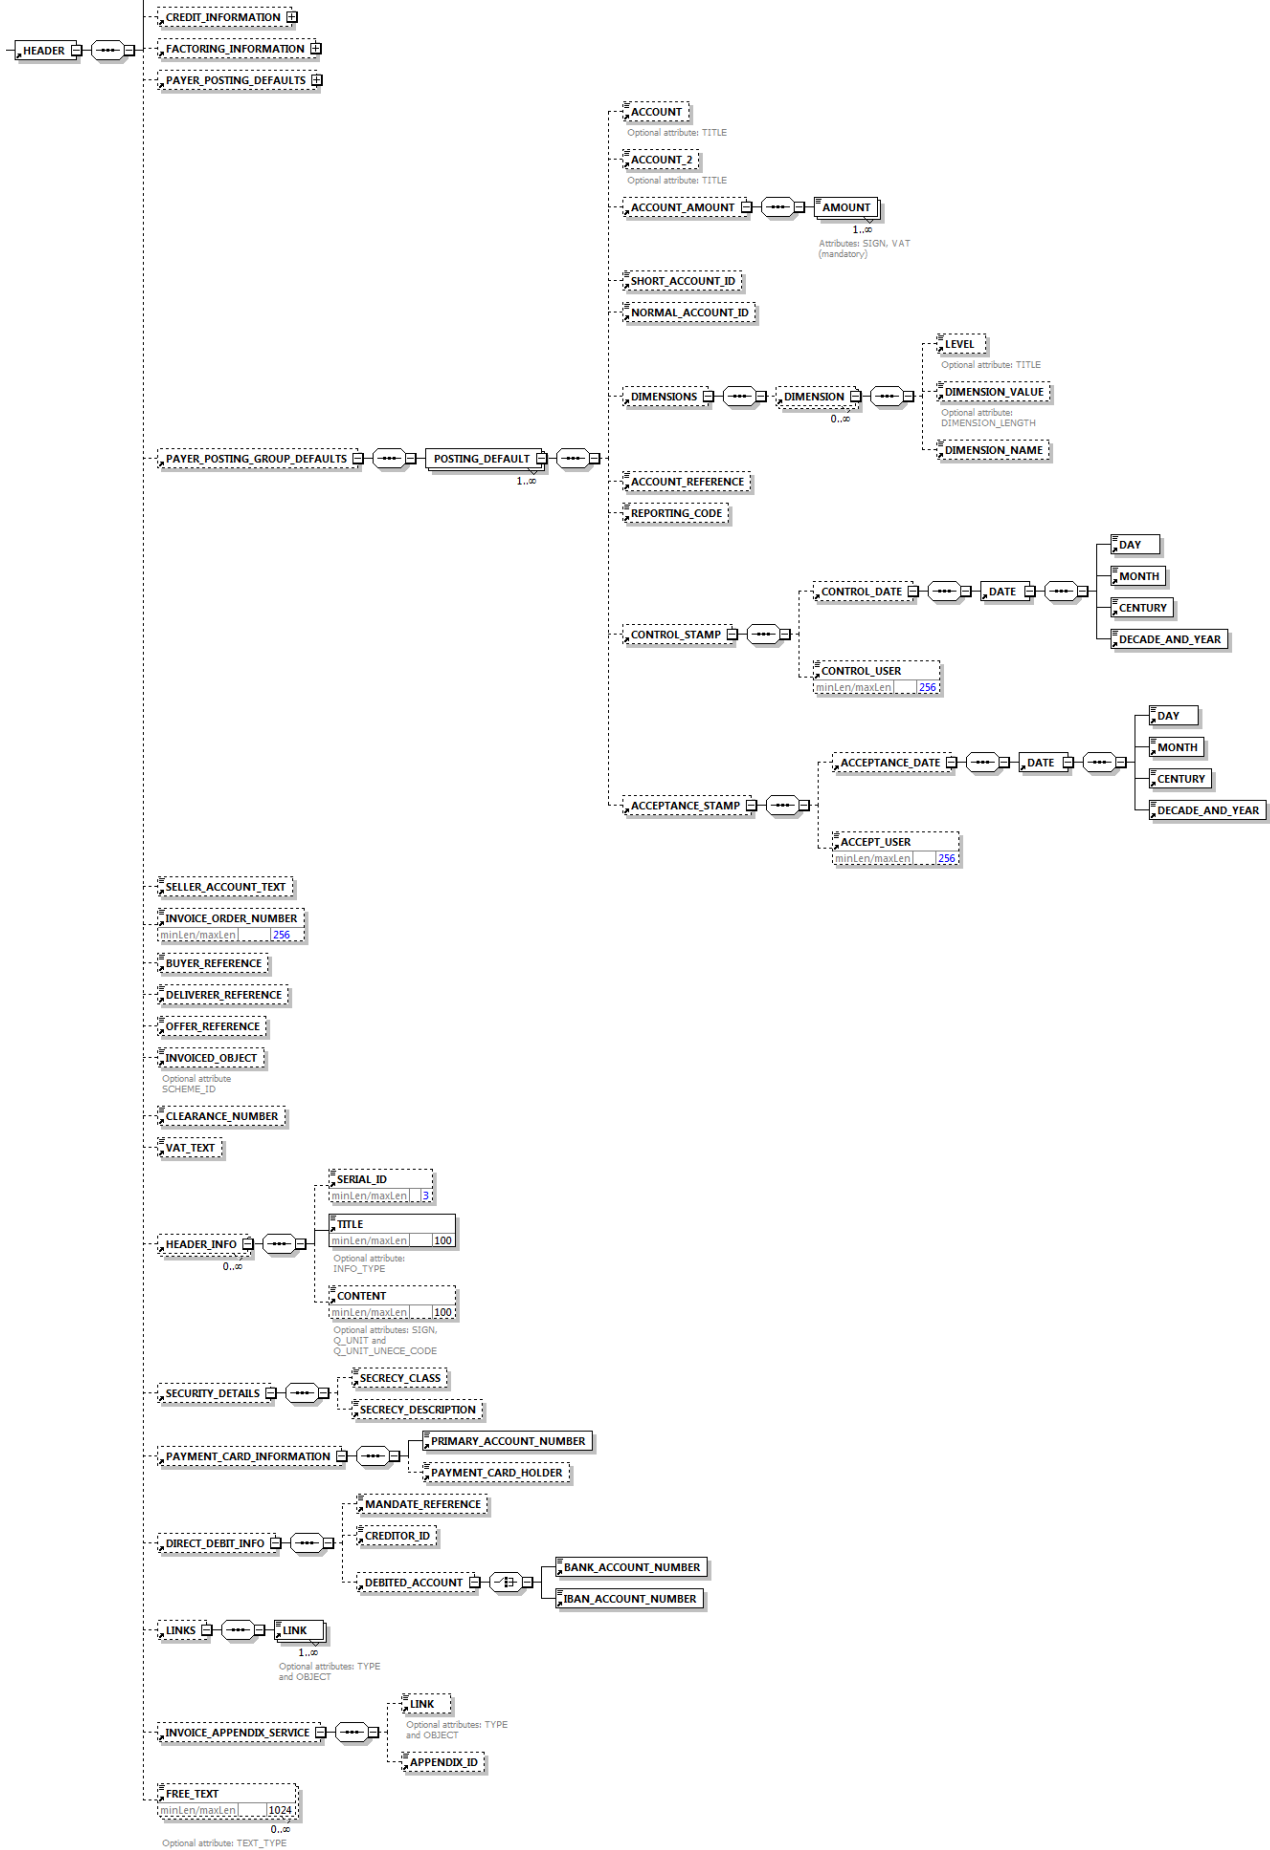 CREDIT_INFORMATION
HEADER
FACTORING_INFORMATION
PAYER_POSTING_DEFAULTS
ACCOUNT
Optional attribute: TITLE
ACCOUNT_2
Optional attribute: TITLE
ACCOUNT_AMOUNT
AMOUNT
1..∞
Attributes: SIGN, VAT
(mandatory)
SHORT_ACCOUNT_ID
NORMAL_ACCOUNT_ID
LEVEL
Optional attribute: TITLE
DIMENSIONS
DIMENSION
0..∞
DIMENSION_VALUE
Optional attribute:
DIMENSION_LENGTH
DIMENSION_NAME
PAYER_POSTING_GROUP_DEFAULTS
POSTING_DEFAULT
1..∞
ACCOUNT_REFERENCE
REPORTING_CODE
DAY
MONTH
CONTROL_DATE
DATE
CENTURY
DECADE_AND_YEAR
CONTROL_STAMP
CONTROL_USER
minLen/maxLen 256
DAY
MONTH
ACCEPTANCE_DATE
DATE
CENTURY
DECADE_AND_YEAR
ACCEPTANCE_STAMP
ACCEPT_USER
minLen/maxLen 256
SELLER_ACCOUNT_TEXT
INVOICE_ORDER_NUMBER
minLen/maxLen 256
BUYER_REFERENCE
DELIVERER_REFERENCE
OFFER_REFERENCE
INVOICED_OBJECT
Optional attribute
SCHEME_ID
CLEARANCE_NUMBER
VAT_TEXT
SERIAL_ID
minLen/maxLen 3
TITLE
minLen/maxLen 100
HEADER_INFO
0..∞
Optional attribute:
INFO_TYPE
CONTENT
minLen/maxLen 100
Optional attributes: SIGN,
Q_UNIT and
Q_UNIT_UNECE_CODE
SECRECY_CLASS
SECURITY_DETAILS
SECRECY_DESCRIPTION
PRIMARY_ACCOUNT_NUMBER
PAYMENT_CARD_INFORMATION
PAYMENT_CARD_HOLDER
MANDATE_REFERENCE
CREDITOR_ID
DIRECT_DEBIT_INFO
BANK_ACCOUNT_NUMBER
DEBITED_ACCOUNT
IBAN_ACCOUNT_NUMBER
LINKS
LINK
1..∞
Optional attributes: TYPE
and OBJECT
LINK
Optional attributes: TYPE
and OBJECT
INVOICE_APPENDIX_SERVICE
APPENDIX_ID
FREE_TEXT
minLen/maxLen 1024
0..∞
Optional attribute: TEXT_TYPE